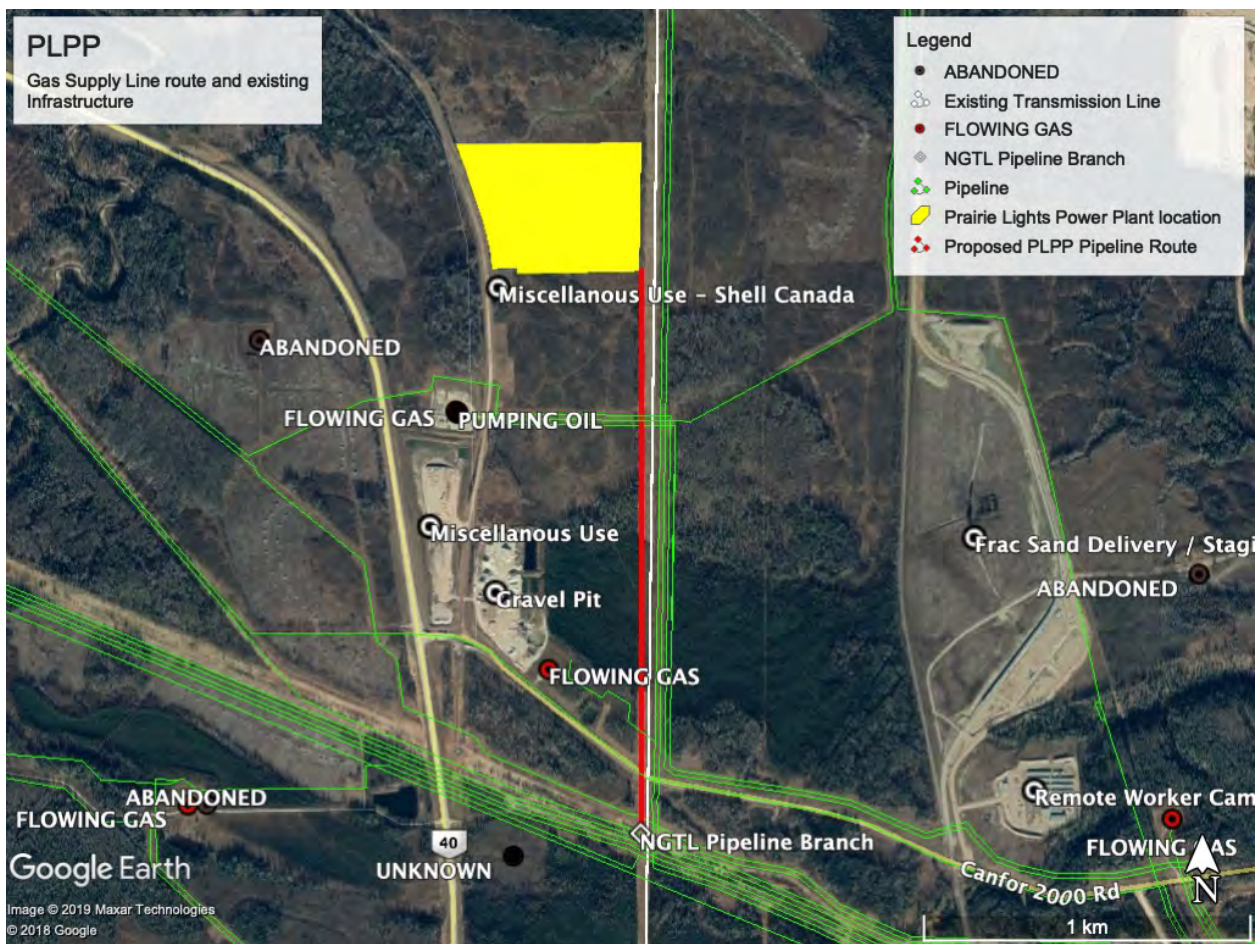 PLPP
Gas Supply Line route and existing
Infrastructure
Legend
ABANDONED
Existing Transmission Line
FLOWING GAS
NGTL Pipeline Branch
Pipeline
Prairie Lights Power Plant location
Proposed PLPP Pipeline Route
Miscellanous Use - Shell Canada
ABANDONED
FLOWING GAS
PUMPING OIL
Miscellanous Use
Frac Sand Delivery / Stagi
ABANDONED
Gravel Pit
FLOWING GAS
ABANDONED
FLOWING GAS
Remote Worker Cam
40
NGTL Pipeline Branch
FLOWING GAS
UNKNOWN
Canfor 2000 Rd
N
Google Earth
Image © 2019 Maxar Technologies
© 2018 Google
1 km